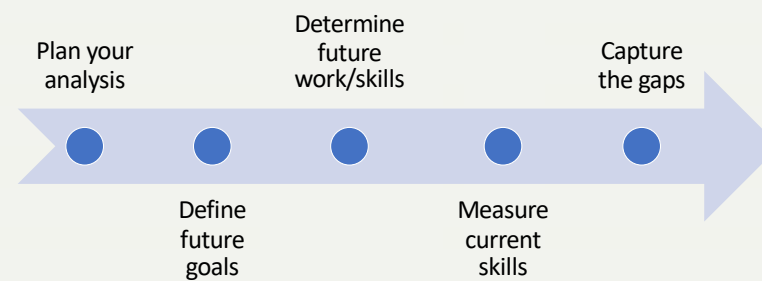 Plan your
analysis
Define
future
goals
Determine
future
work/skills
Measure
current
skills
Capture
the gaps